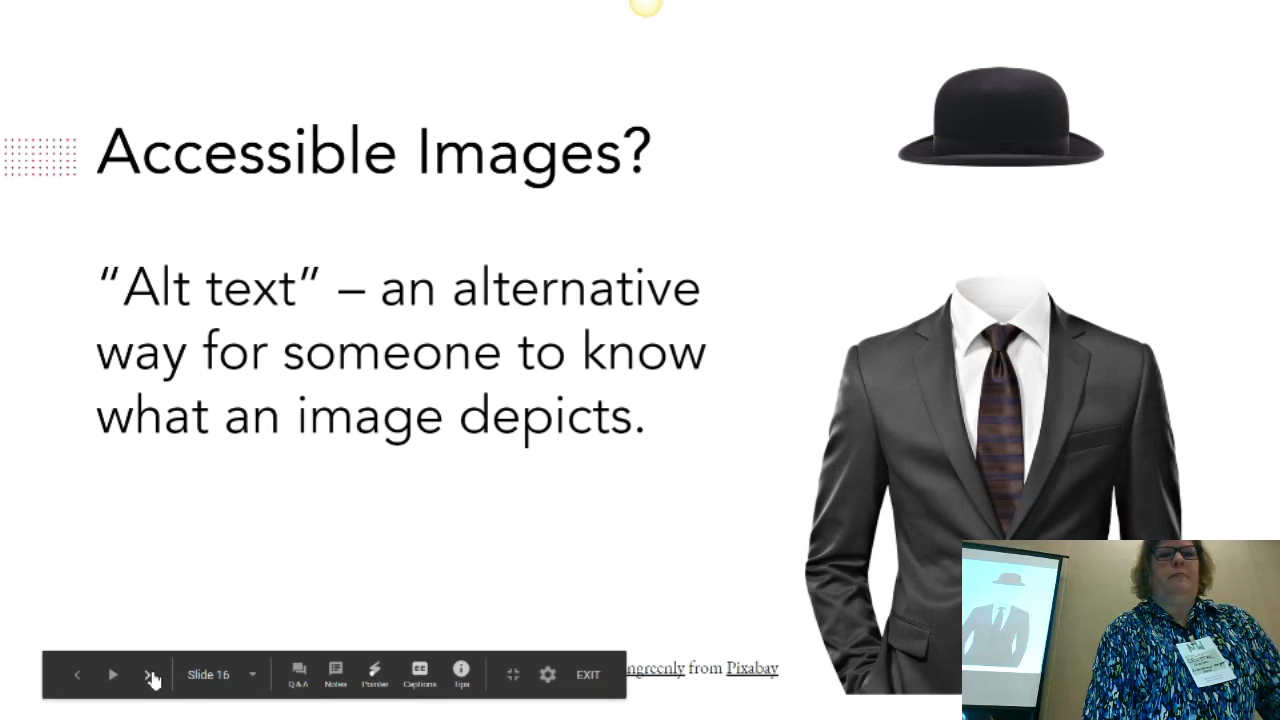 Accessible Images?
“Alt text” – an alternative
way for someone to know
what an image depicts.
from Pixabay
Slide 16
Q&A
Notes
Pointer
Captions
Tips
EXIT